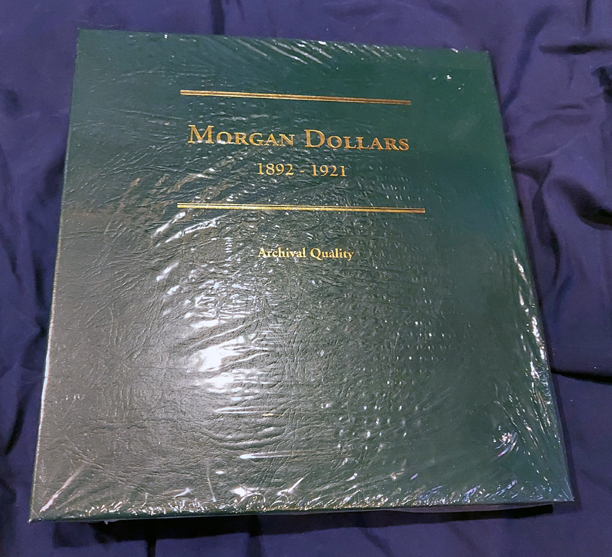 Morgan Dollars
1892 - 1921
Archival Quality